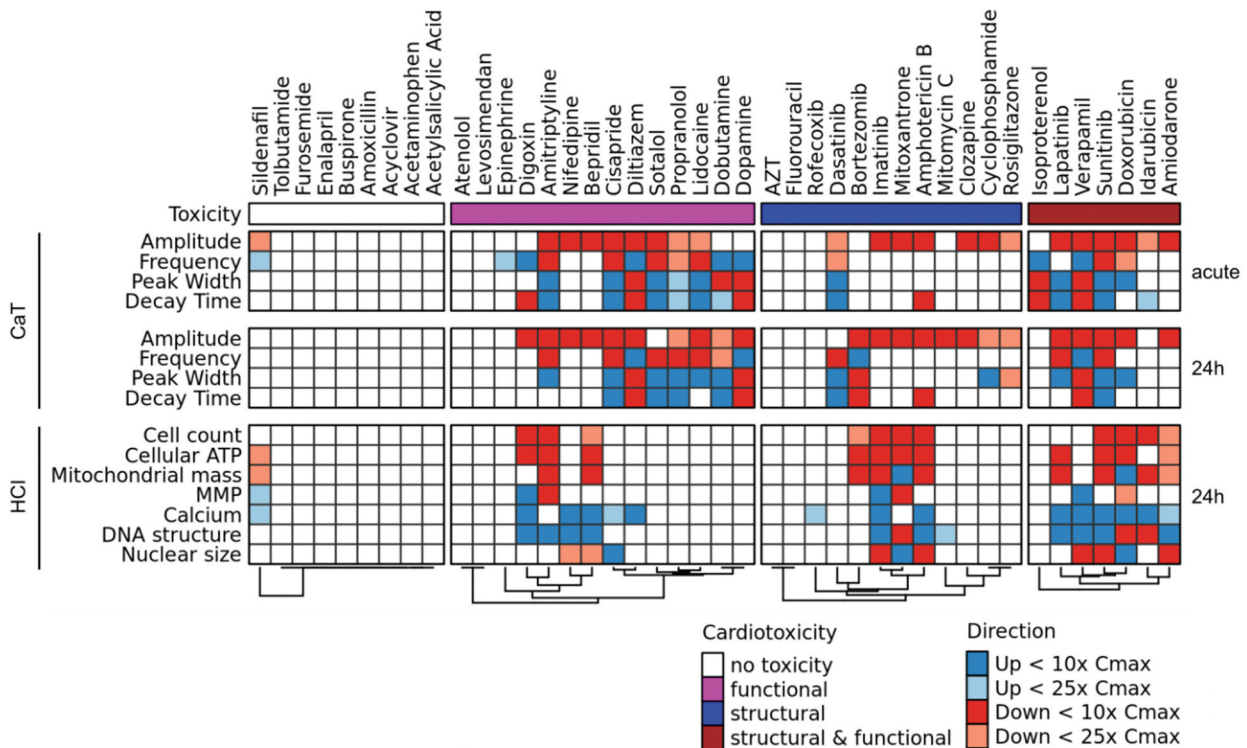 Sildenafil
Tolbutamide
Furosemide
Enalapril
Buspirone
Amoxicillin
Acyclovir
Acetaminophen
Acetylsalicylic Acid
Atenolol
Levosimendan
Epinephrine
Digoxin
Amitriptyline
Nifedipine
Bepridil
Cisapride
Diltiazem
Sotalol
Propranolol
Lidocaine
Dobutamine
Dopamine
AZT
Fluorouracil
Rofecoxib
Dasatinib
Bortezomib
Imatinib
Mitoxantrone
Amphotericin B
Mitomycin C
Clozapine
Cyclophosphamide
Rosiglitazone
Isoproterenol
Lapatinib
Verapamil
Sunitinib
Doxorubicin
Idarubicin
Amiodarone
Toxicity
CaT
Amplitude
Frequency
Peak Width
Decay Time
acute
Amplitude
Frequency
Peak Width
Decay Time
24h
HCI
Cell count
Cellular ATP
Mitochondrial mass
MMP
Calcium
DNA structure
Nuclear size
24h
Cardiotoxicity
no toxicity
functional
structural
structural & functional
Direction
Up < 10x Cmax
Up < 25x Cmax
Down < 10x Cmax
Down < 25x Cmax